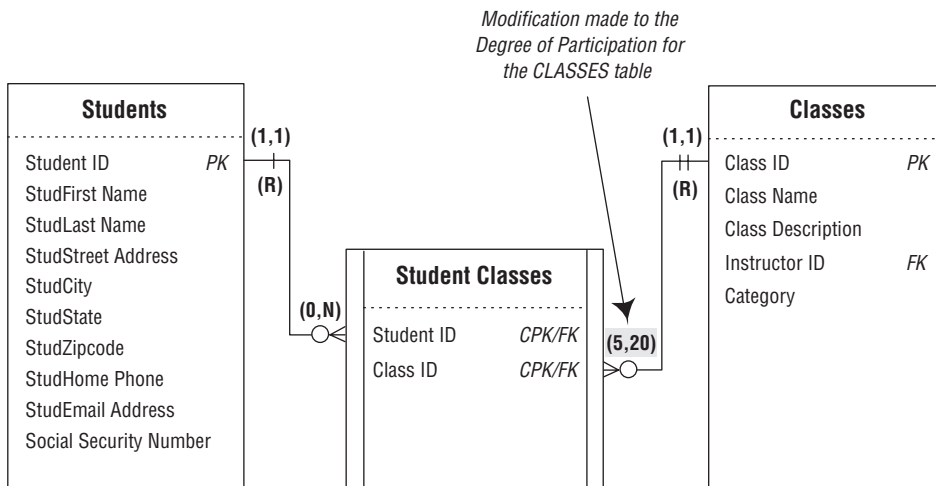 Modification made to the
Degree of Participation for
the CLASSES table
Students
Student ID PK
StudFirst Name
StudLast Name
StudStreet Address
StudCity
StudState
StudZipcode
StudHome Phone
StudEmail Address
Social Security Number
(1,1)
(R)
(0,N)
Student Classes
Student ID CPK/FK
Class ID CPK/FK
(5,20)
(1,1)
(R)
Classes
Class ID PK
Class Name
Class Description
Instructor ID FK
Category